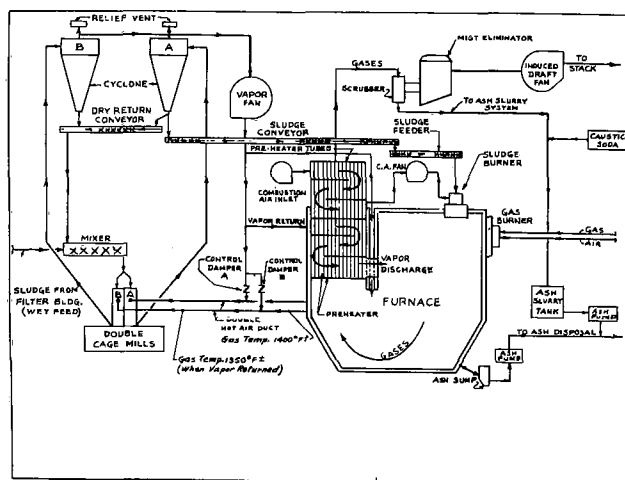 RELIEF VENT
B
A
CYCLONE
DRY RETURN
CONVEYOR
VAPOR
FAN
GASES
MIST ELIMINATOR
SCRUBBER
INDUCED
DRAFT
FAN
TO
STACK
TO ASH SLURRY
SYSTEM
CAUSTIC
SODA
SLUDGE
CONVEYOR
SLUDGE
FEEDER
SLUDGE
BURNER
PRE-HEATER TUBES
C.A. FAN
COMBUSTION
AIR INLET
GAS
BURNER
GAS
AIR
MIXER
VAPOR RETURN
CONTROL
DAMPER
A
CONTROL
DAMPER
B
VAPOR
DISCHARGE
FURNACE
PREHEATER
SLUDGE FROM
FILTER BLDG.
(WET FEED)
B
A
DOUBLE
CAGE MILLS
DOUBLE
HOT AIR DUCT
Gas Temp. 1400°F±
Gas Temp. 1350°F±
(When Vapor Returned)
GASES
ASH
SLURRY
TANK
ASH
PUMP
TO ASH DISPOSAL
ASH
PUMP
ASH SUMP